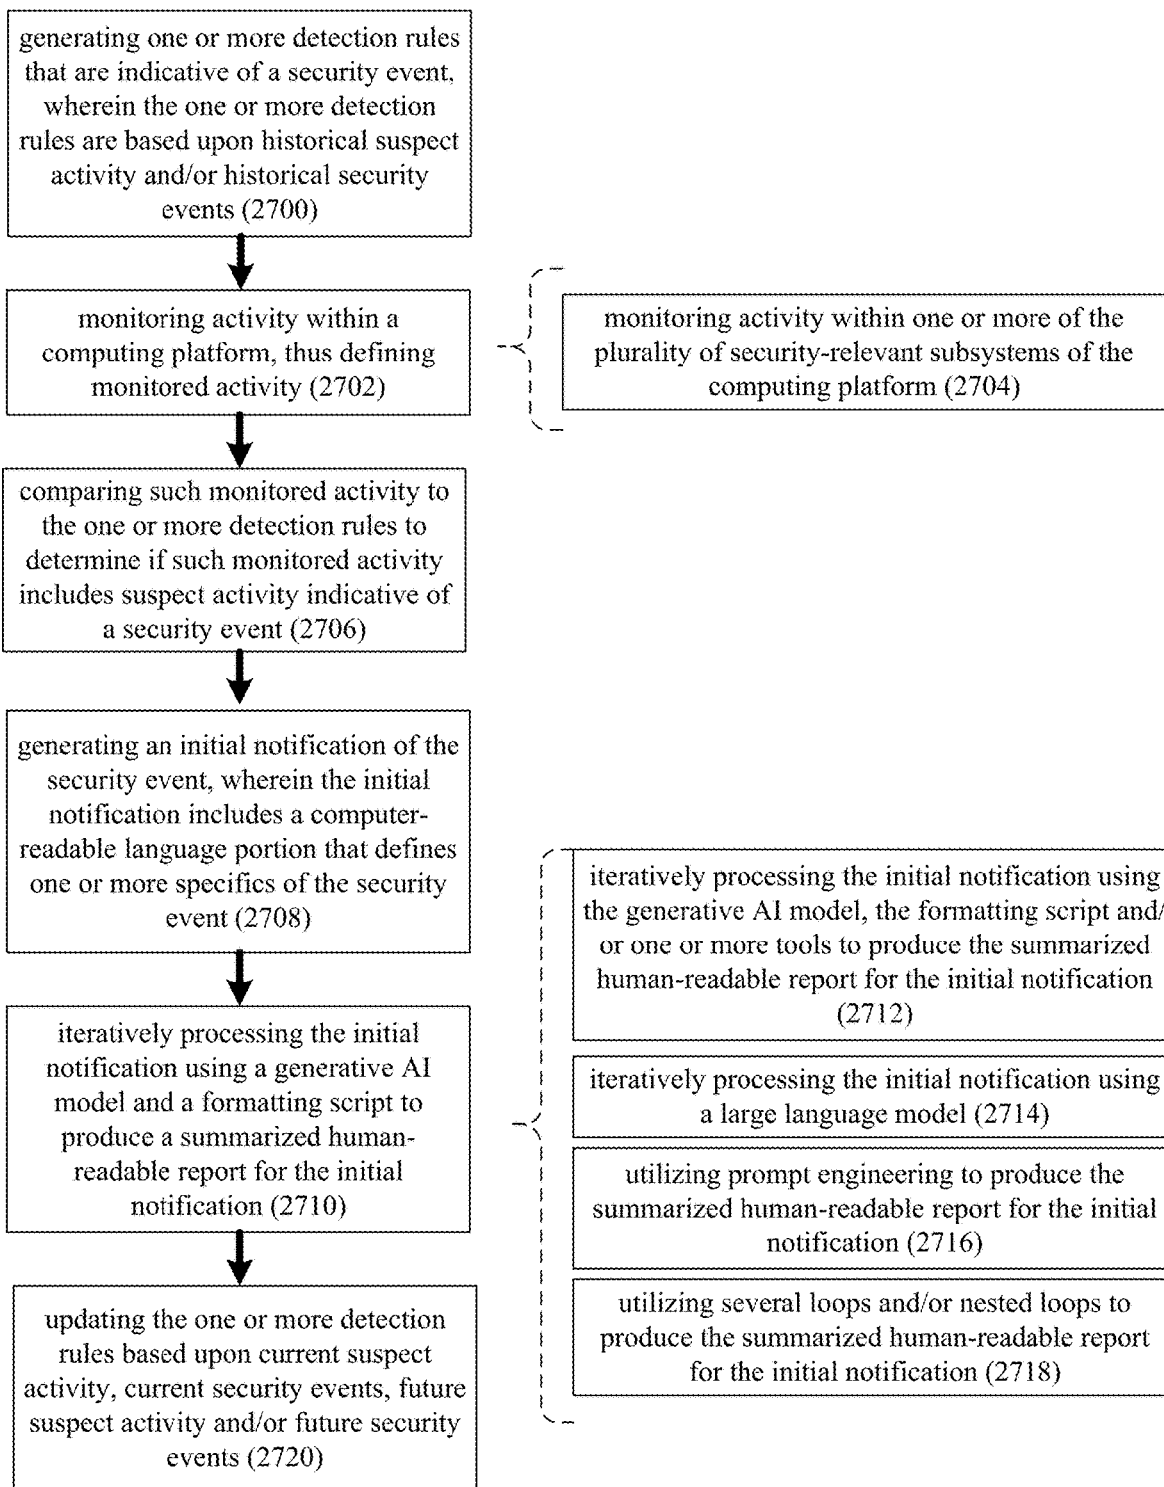 generating one or more detection rules
that are indicative of a security event,
wherein the one or more detection
rules are based upon historical suspect
activity and/or historical security
events (2700)
monitoring activity within a
computing platform, thus defining
monitored activity (2702)
monitoring activity within one or more of the
plurality of security-relevant subsystems of the
computing platform (2704)
comparing such monitored activity to
the one or more detection rules to
determine if such monitored activity
includes suspect activity indicative of
a security event (2706)
generating an initial notification of the
security event, wherein the initial
notification includes a computer-
readable language portion that defines
one or more specifics of the security
event (2708)
iteratively processing the initial
notification using a generative AI
model and a formatting script to
produce a summarized human-
readable report for the initial
notification (2710)
iteratively processing the initial notification using
the generative AI model, the formatting script and/
or one or more tools to produce the summarized
human-readable report for the initial notification
(2712)
iteratively processing the initial notification using
a large language model (2714)
utilizing prompt engineering to produce the
summarized human-readable report for the initial
notification (2716)
utilizing several loops and/or nested loops to
produce the summarized human-readable report
for the initial notification (2718)
updating the one or more detection
rules based upon current suspect
activity, current security events, future
suspect activity and/or future security
events (2720)